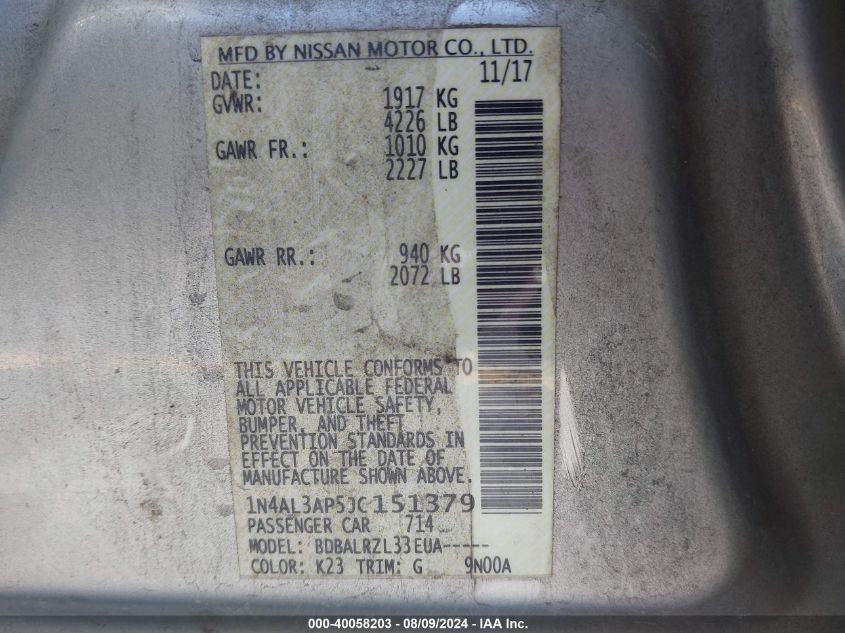 MFD BY NISSAN MOTOR CO., LTD.
DATE: 11/17
GVWR: 1917 KG
4226 LB
GAWR FR.: 1010 KG
2227 LB
GAWR RR.: 940 KG
2072 LB
THIS VEHICLE CONFORMS TO
ALL APPLICABLE FEDERAL
MOTOR VEHICLE SAFETY,
BUMPER, AND THEFT
PREVENTION STANDARDS IN
EFFECT ON THE DATE OF
MANUFACTURE SHOWN ABOVE.
1N4AL3AP5JC151379
PASSENGER CAR 714
MODEL: BDBALRZL33EUA-----
COLOR: K23 TRIM: G 9N00A
000-40058203 - 08/09/2024 - IAA Inc.